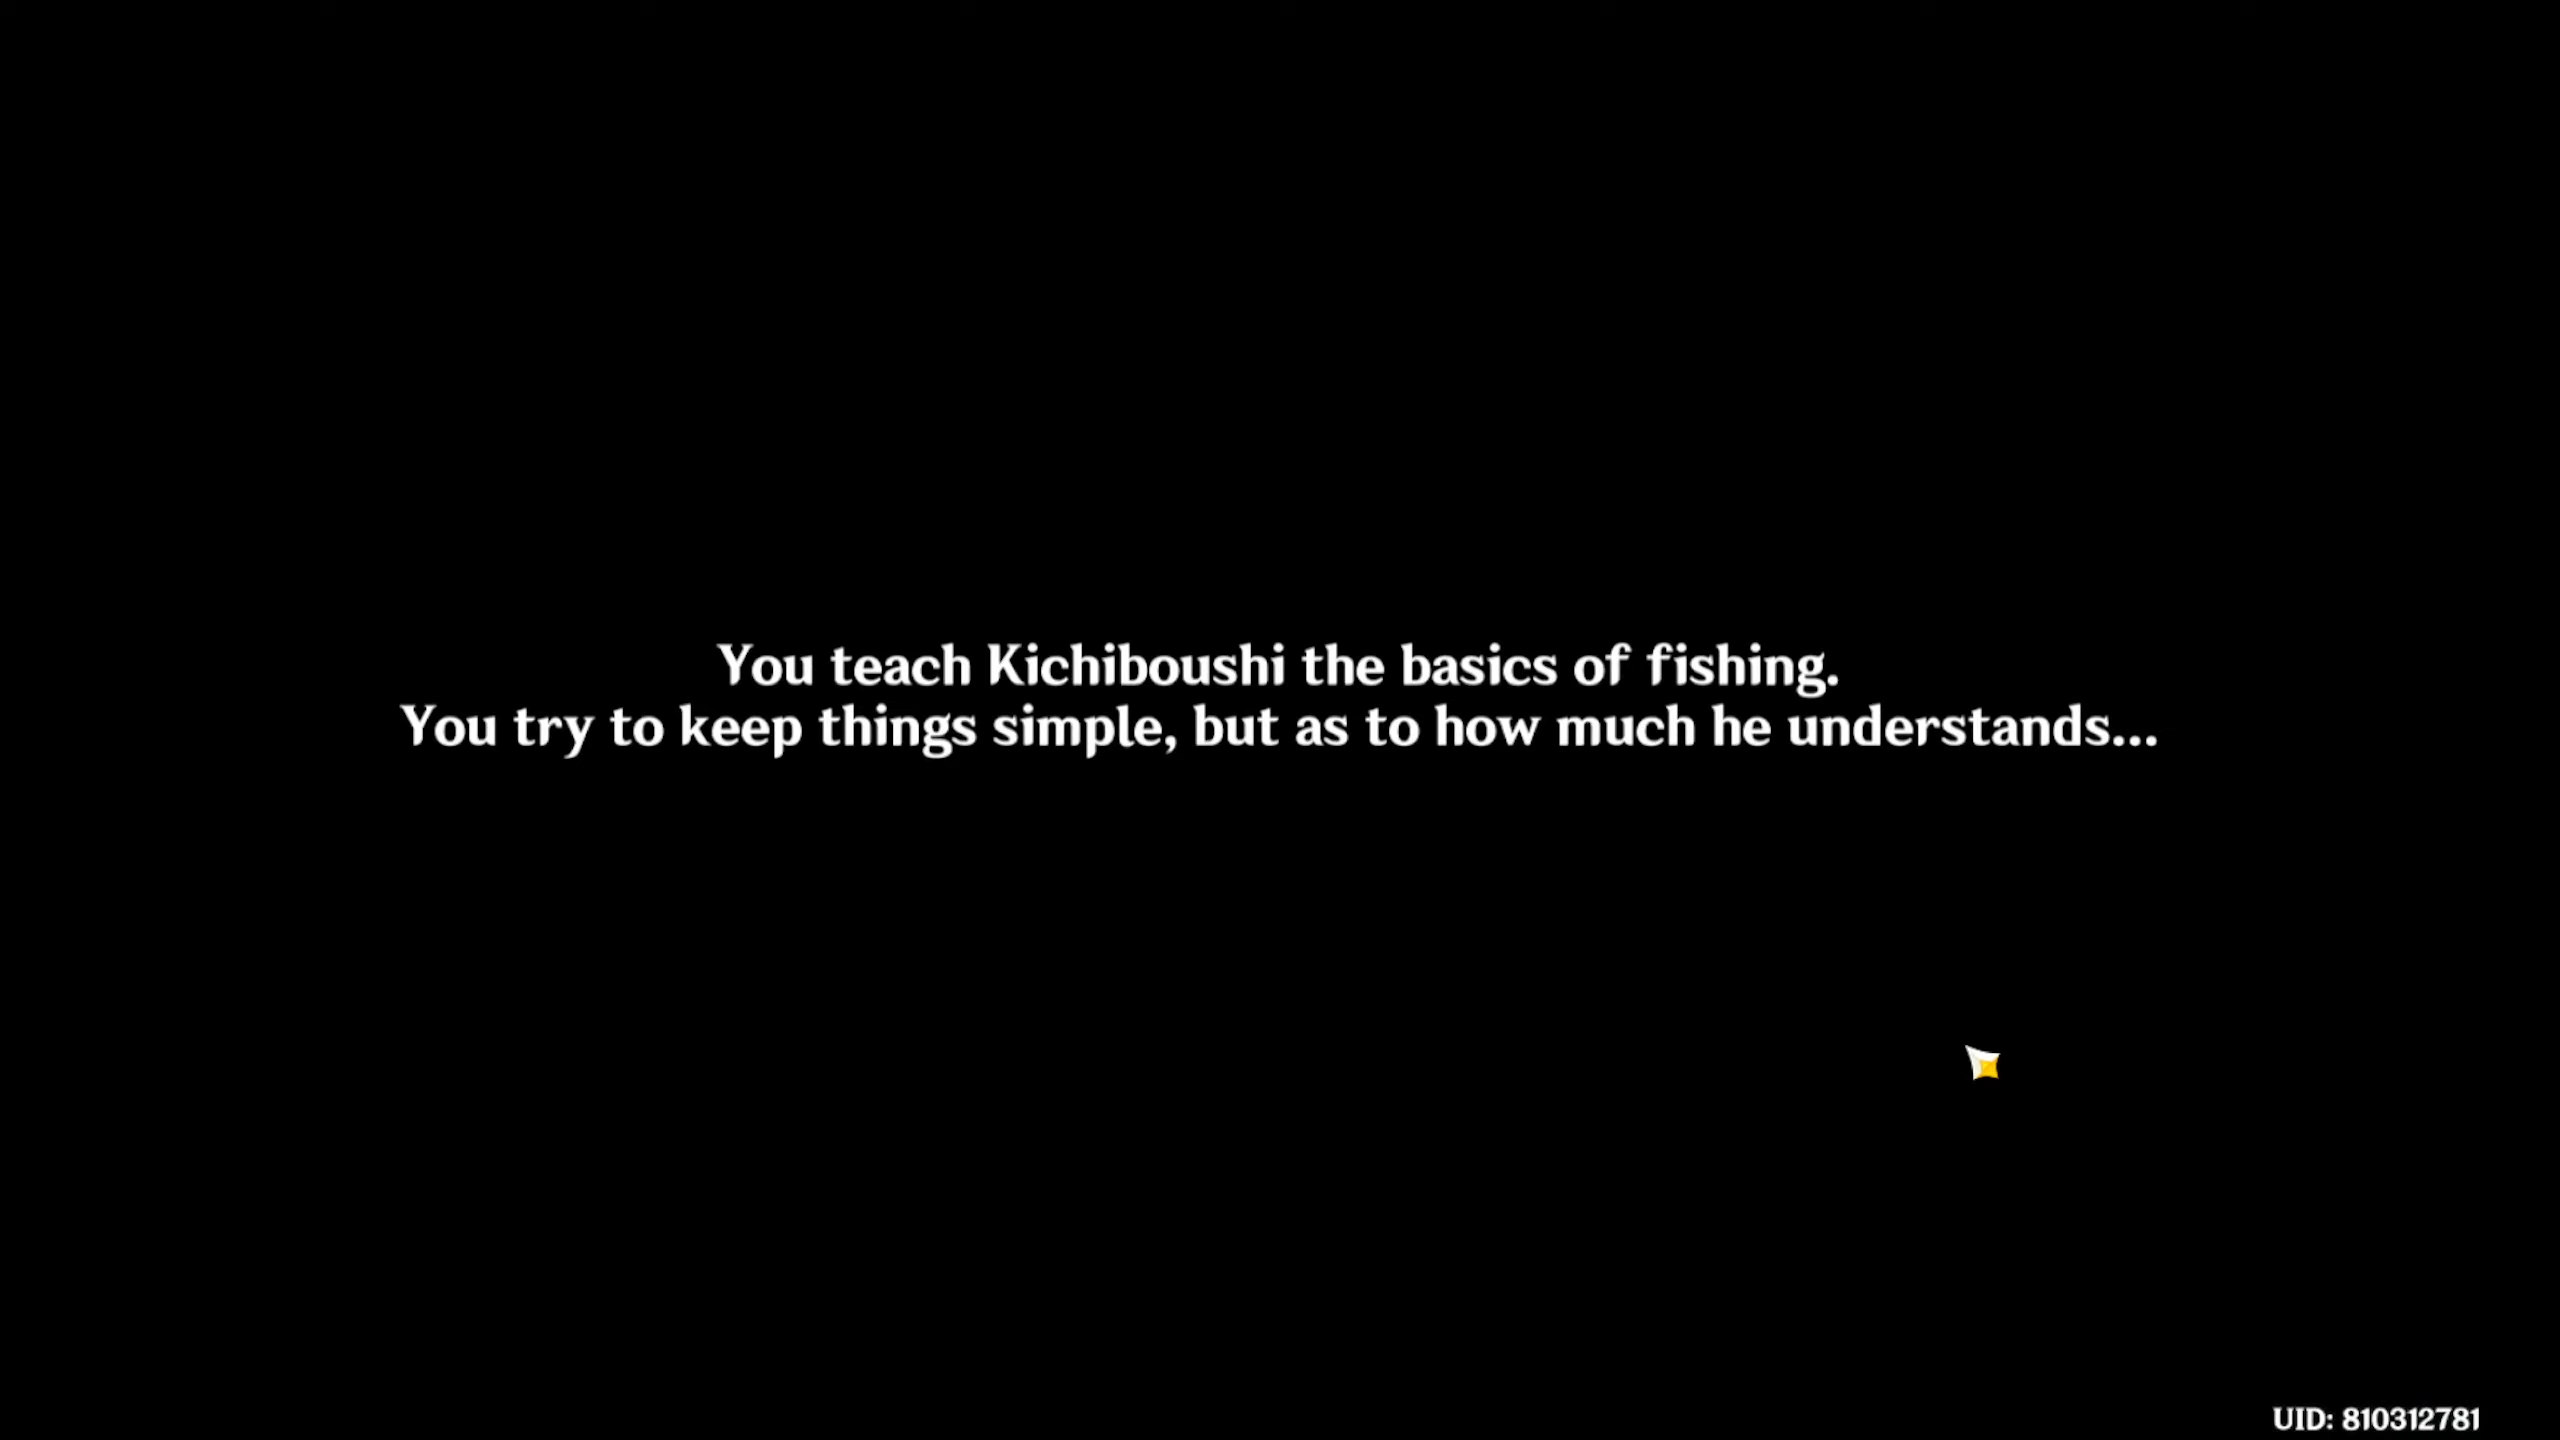 You teach Kichiboushi the basics of fishing.
You try to keep things simple, but as to how much he understands...
UID: 810312781